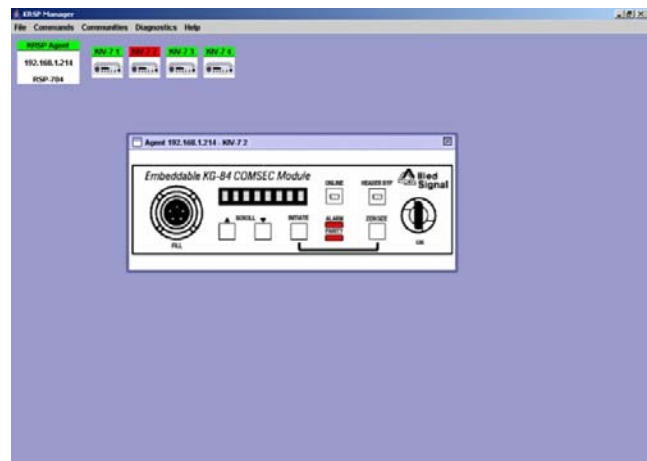 KRSP Manager
File Commands Communities Diagnostics Help
KRSP Agent
192.168.1.214
RSP-704
KIV-7 1
KIV-7 2
KIV-7 3
KIV-7 4
Agent 192.168.1.214 - KIV-7 2
Embeddable KG-84 COMSEC Module
Allied Signal
ONLINE
HEADER BYP
SCROLL
INITIATE
ALARM
PARITY
ZEROIZE
FILL